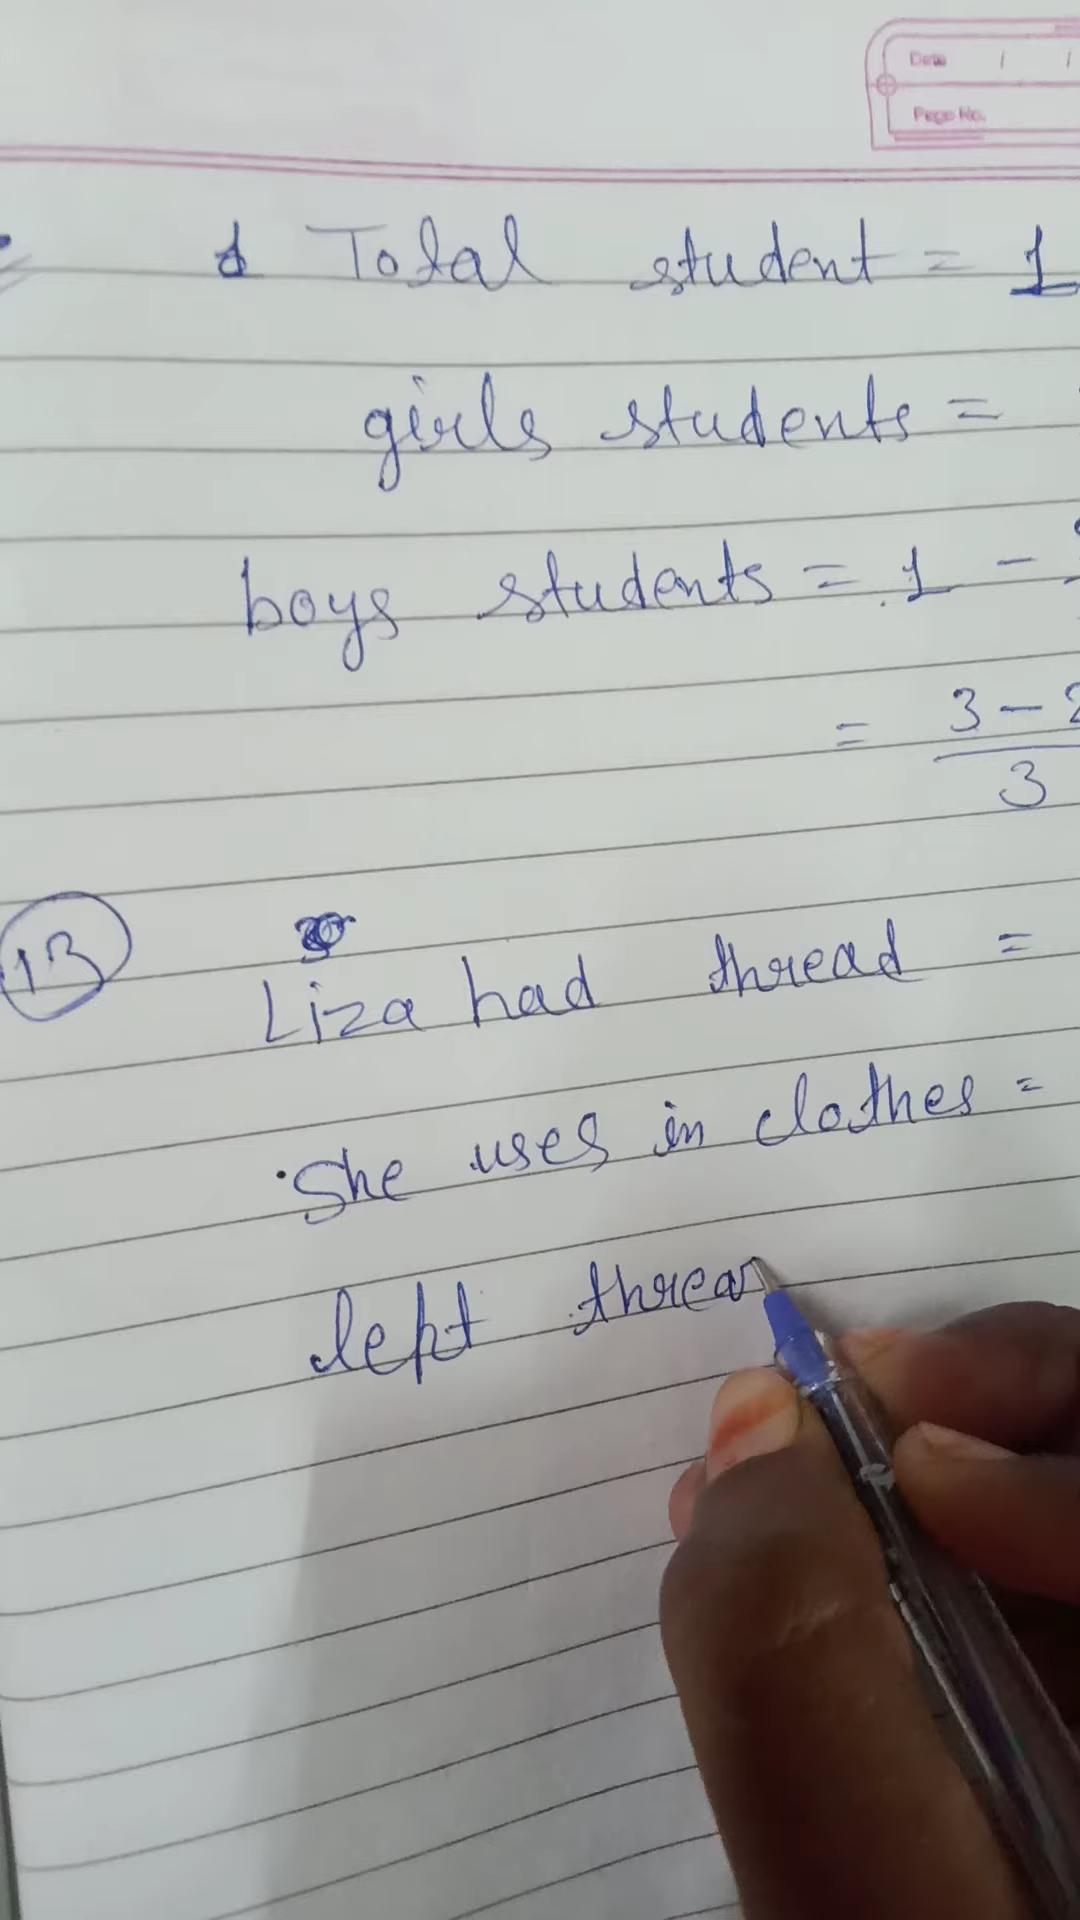 Date / /
Page No.
Total student = 1
girls students =
boys students = 1 -
= 3 - 2
3
13
Liza had thread =
She uses in clothes =
left threa